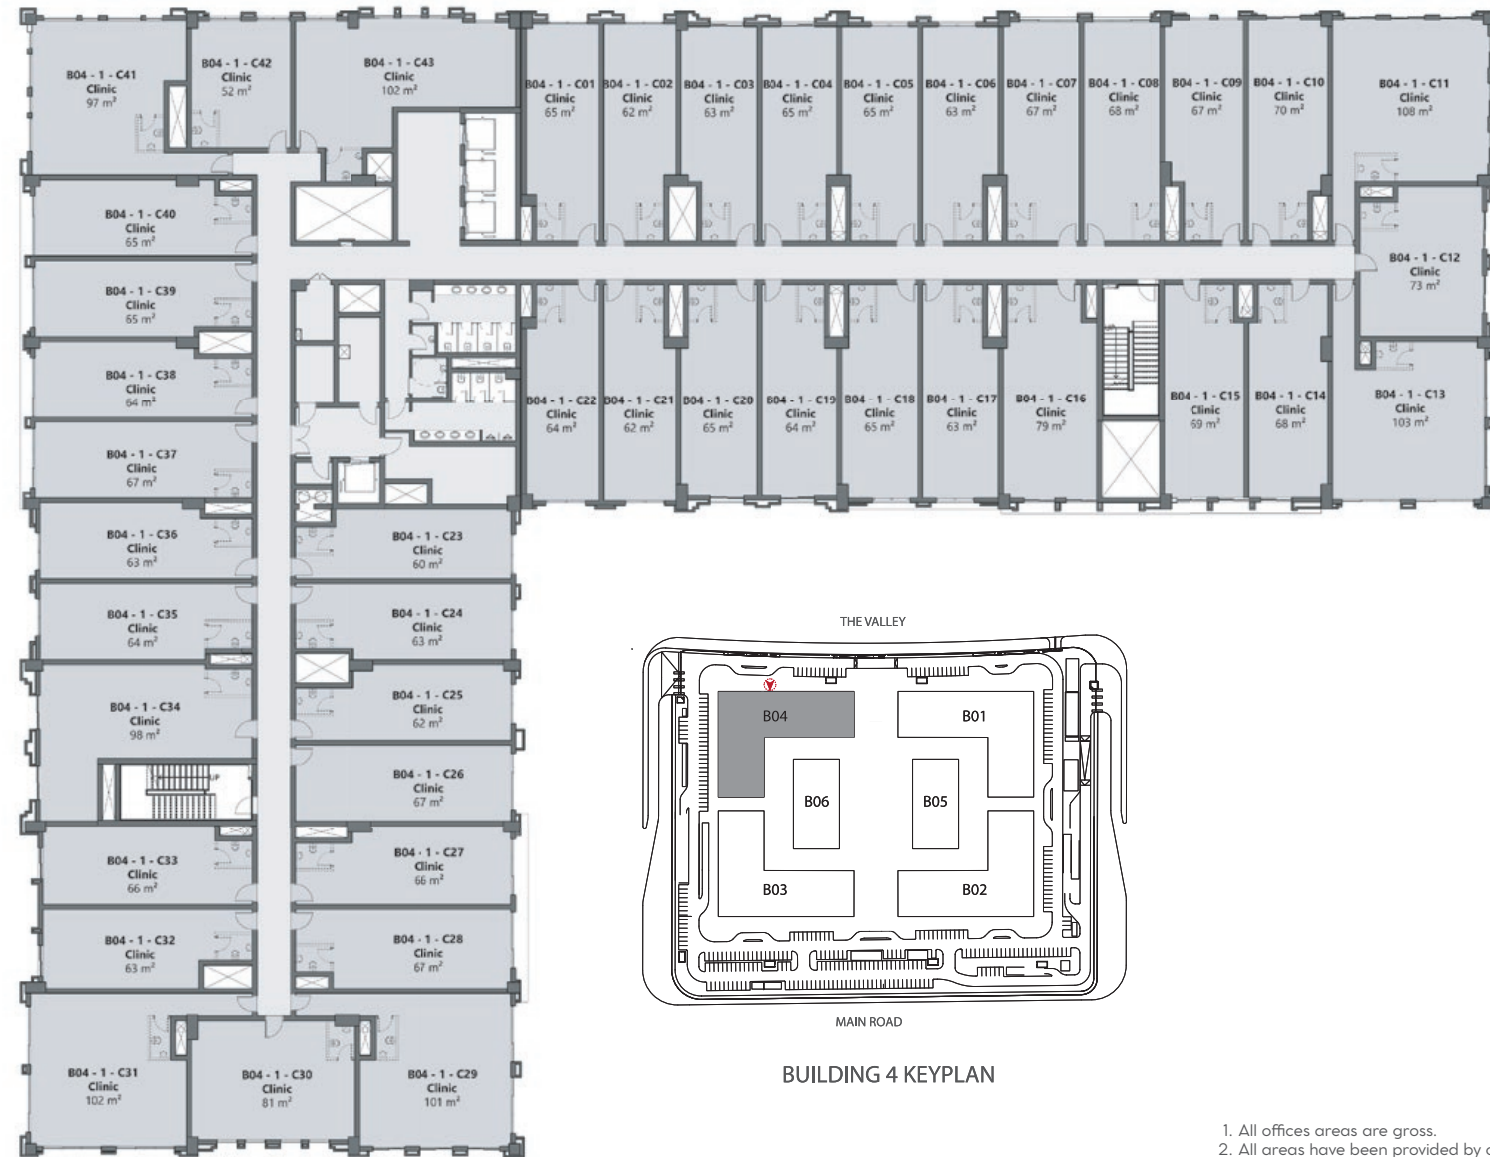 B04 - 1 - C41
Clinic
97 m²
B04 - 1 - C42
Clinic
52 m²
B04 - 1 - C43
Clinic
102 m²
B04 - 1 - C01
Clinic
65 m²
B04 - 1 - C02
Clinic
62 m²
B04 - 1 - C03
Clinic
63 m²
B04 - 1 - C04
Clinic
65 m²
B04 - 1 - C05
Clinic
65 m²
B04 - 1 - C06
Clinic
63 m²
B04 - 1 - C07
Clinic
67 m²
B04 - 1 - C08
Clinic
68 m²
B04 - 1 - C09
Clinic
67 m²
B04 - 1 - C10
Clinic
70 m²
B04 - 1 - C11
Clinic
108 m²
B04 - 1 - C40
Clinic
65 m²
B04 - 1 - C12
Clinic
73 m²
B04 - 1 - C39
Clinic
65 m²
B04 - 1 - C38
Clinic
64 m²
B04 - 1 - C22
Clinic
64 m²
B04 - 1 - C21
Clinic
62 m²
B04 - 1 - C20
Clinic
65 m²
B04 - 1 - C19
Clinic
64 m²
B04 - 1 - C18
Clinic
65 m²
B04 - 1 - C17
Clinic
63 m²
B04 - 1 - C16
Clinic
79 m²
B04 - 1 - C15
Clinic
69 m²
B04 - 1 - C14
Clinic
68 m²
B04 - 1 - C13
Clinic
103 m²
B04 - 1 - C37
Clinic
67 m²
B04 - 1 - C36
Clinic
63 m²
B04 - 1 - C23
Clinic
60 m²
B04 - 1 - C35
Clinic
64 m²
B04 - 1 - C24
Clinic
63 m²
B04 - 1 - C34
Clinic
98 m²
B04 - 1 - C25
Clinic
62 m²
UP
B04 - 1 - C26
Clinic
67 m²
B04 - 1 - C33
Clinic
66 m²
B04 - 1 - C27
Clinic
66 m²
B04 - 1 - C32
Clinic
63 m²
B04 - 1 - C28
Clinic
67 m²
B04 - 1 - C31
Clinic
102 m²
B04 - 1 - C30
Clinic
81 m²
B04 - 1 - C29
Clinic
101 m²
THE VALLEY
B04
B01
B06
B05
B03
B02
MAIN ROAD
BUILDING 4 KEYPLAN
1. All offices areas are gross.
2. All areas have been provided by